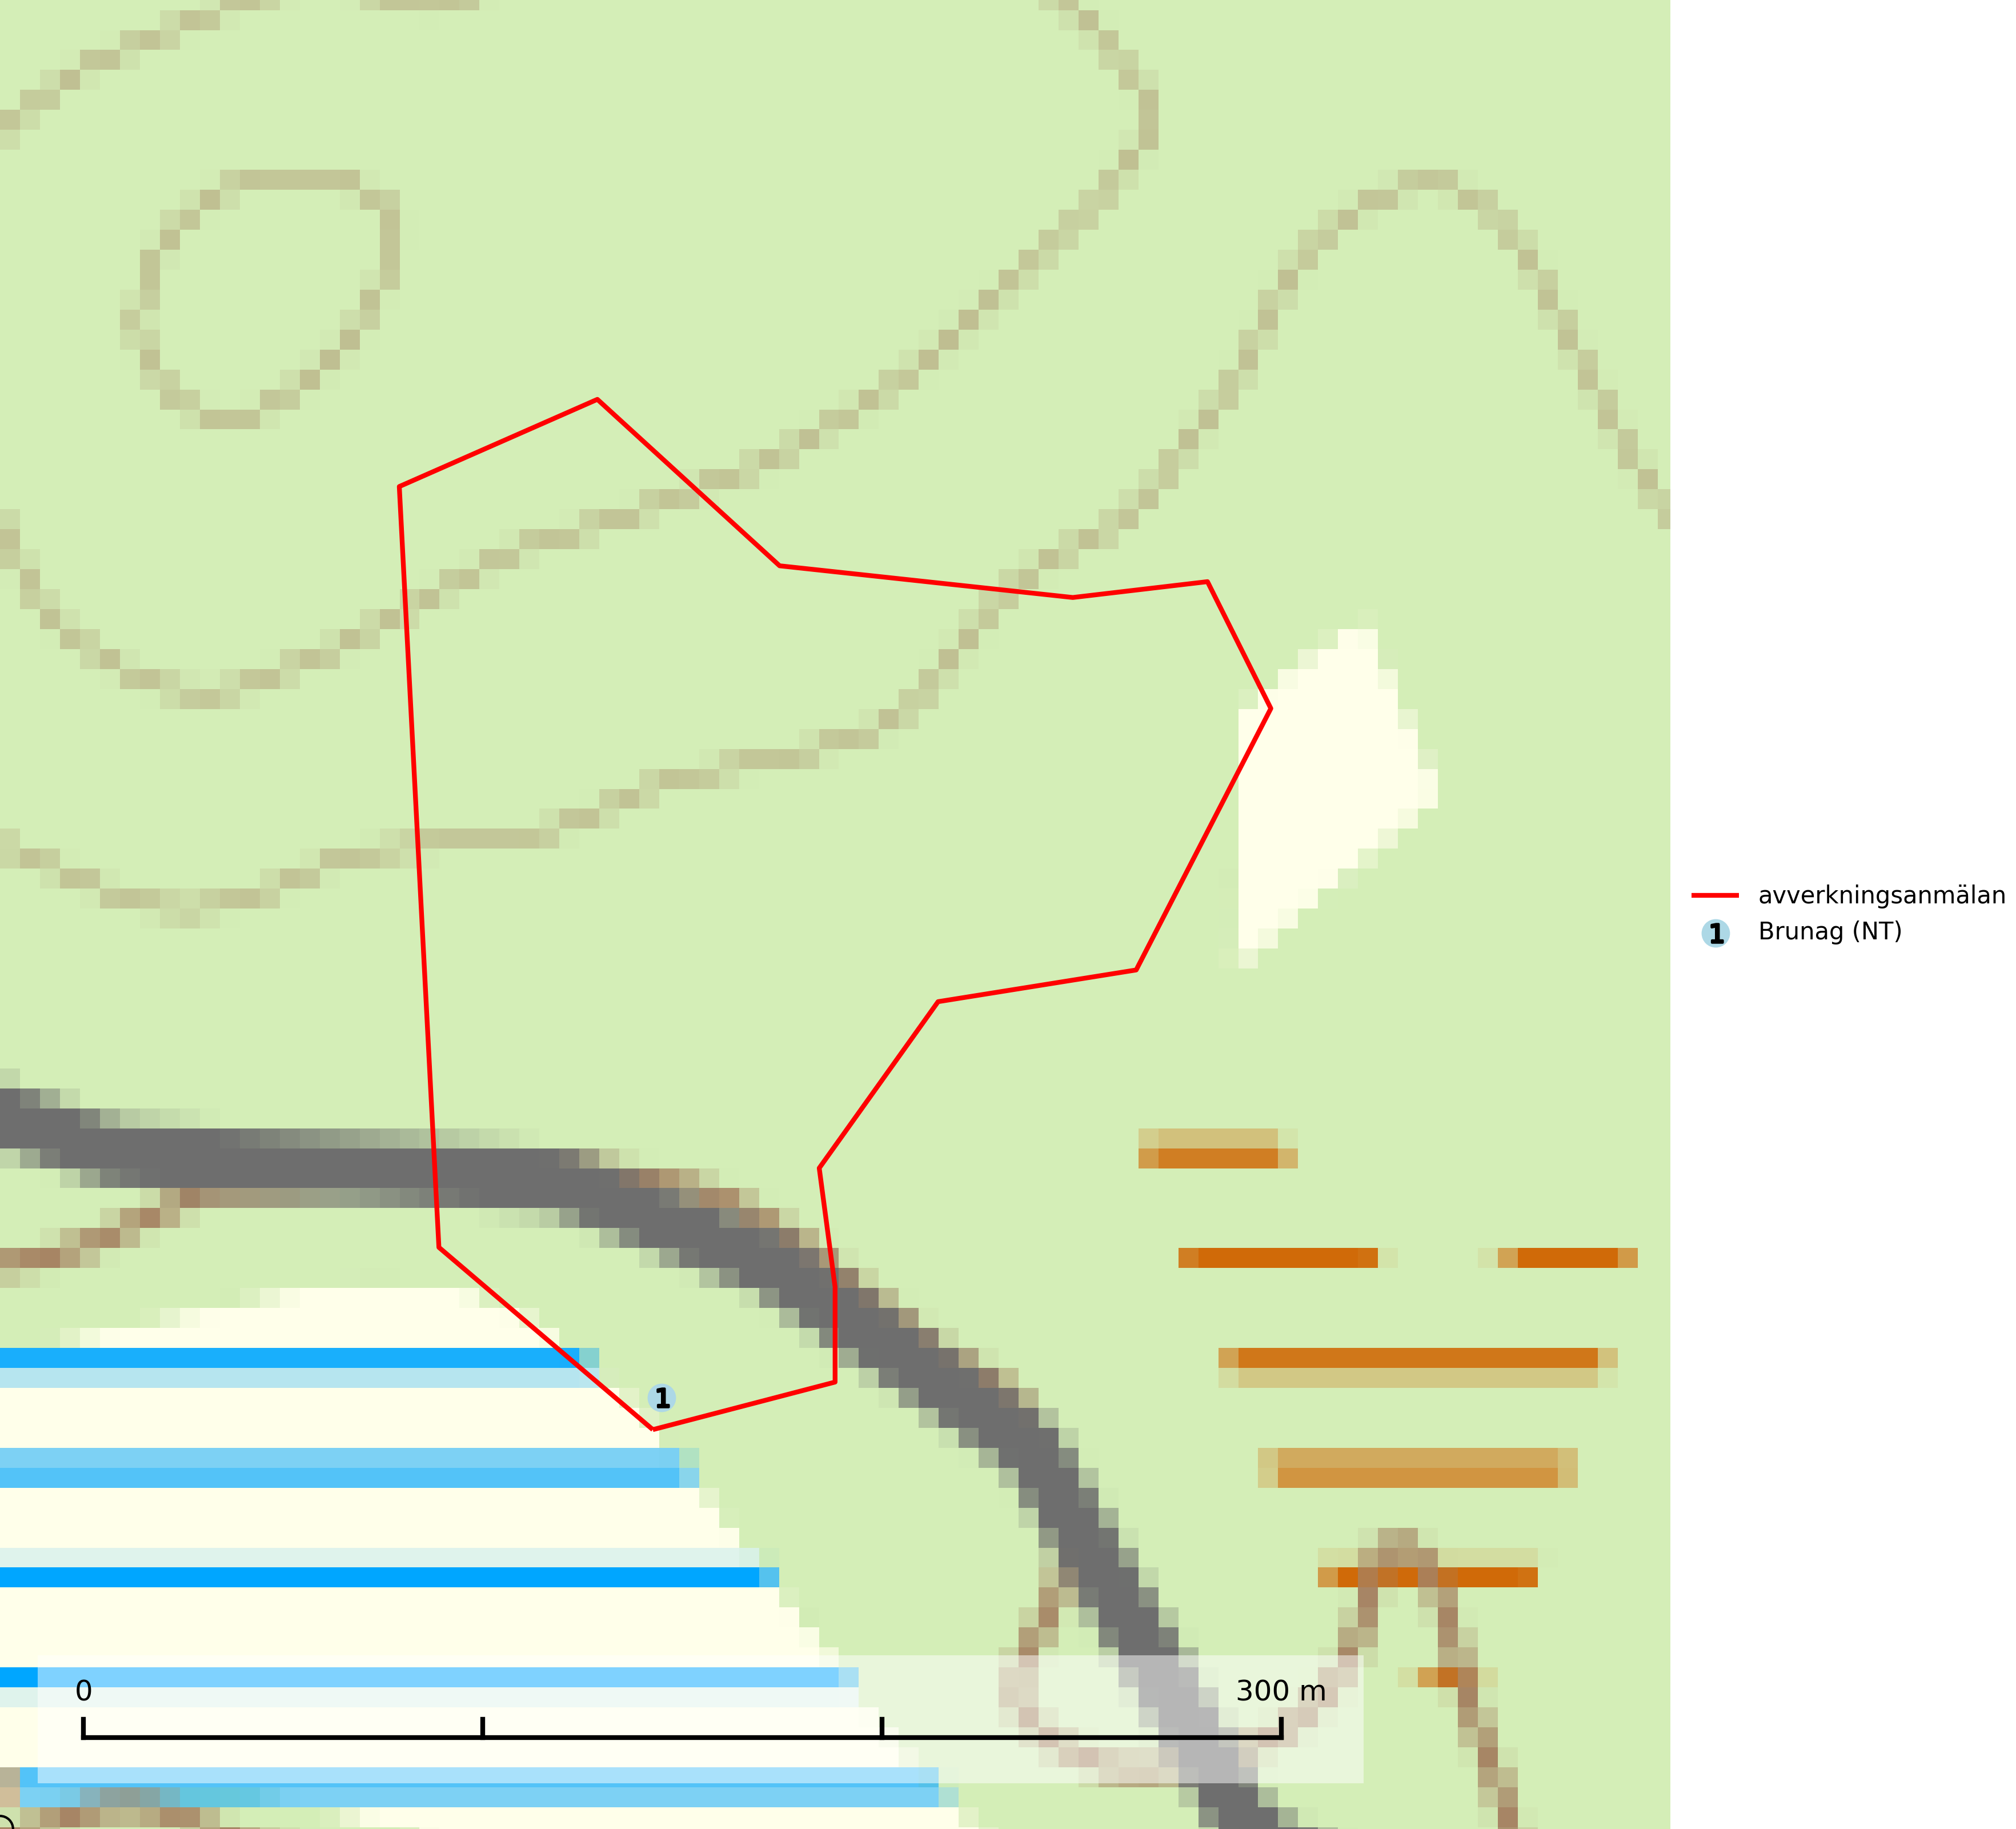 avverkningsanmälan
1 Brunag (NT)
1
0 300 m